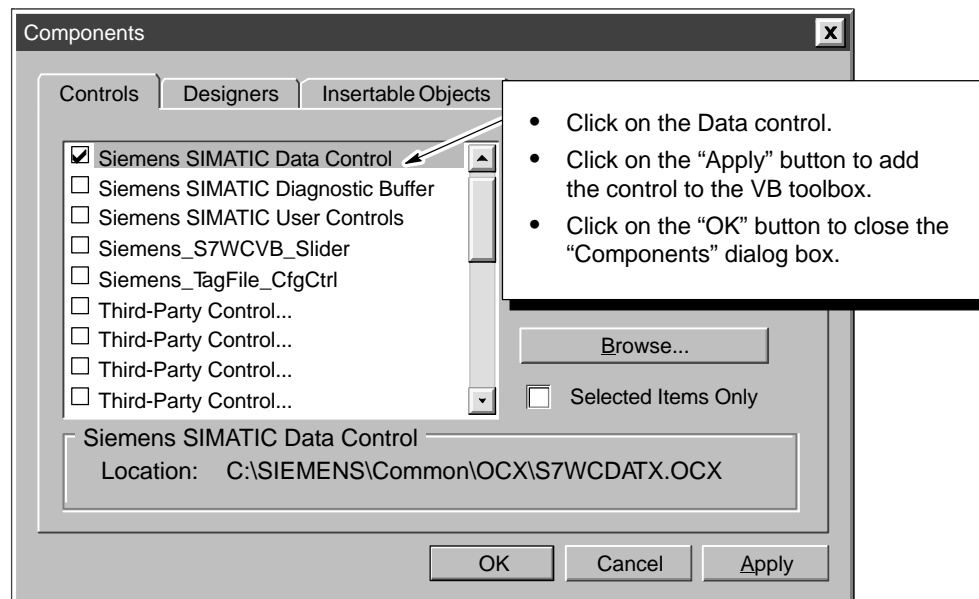 Components
x
Controls
Designers
Insertable Objects
Siemens SIMATIC Data Control
Siemens SIMATIC Diagnostic Buffer
Siemens SIMATIC User Controls
Siemens_S7WCVB_Slider
Siemens_TagFile_CfgCtrl
Third-Party Control...
Third-Party Control...
Third-Party Control...
Third-Party Control...
• Click on the Data control.
• Click on the “Apply” button to add
the control to the VB toolbox.
• Click on the “OK” button to close the
“Components” dialog box.
Browse...
Selected Items Only
Siemens SIMATIC Data Control
Location: C:\SIEMENS\Common\OCX\S7WCDATX.OCX
OK
Cancel
Apply